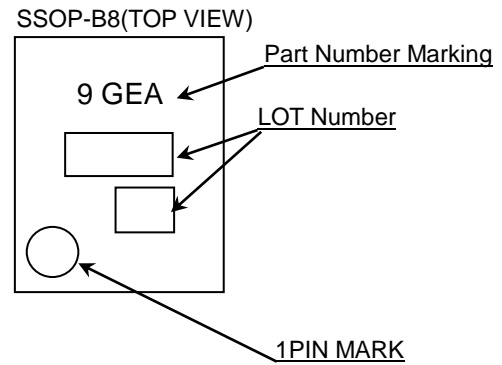 SSOP-B8(TOP VIEW)
Part Number Marking
9 GEA
LOT Number
1PIN MARK